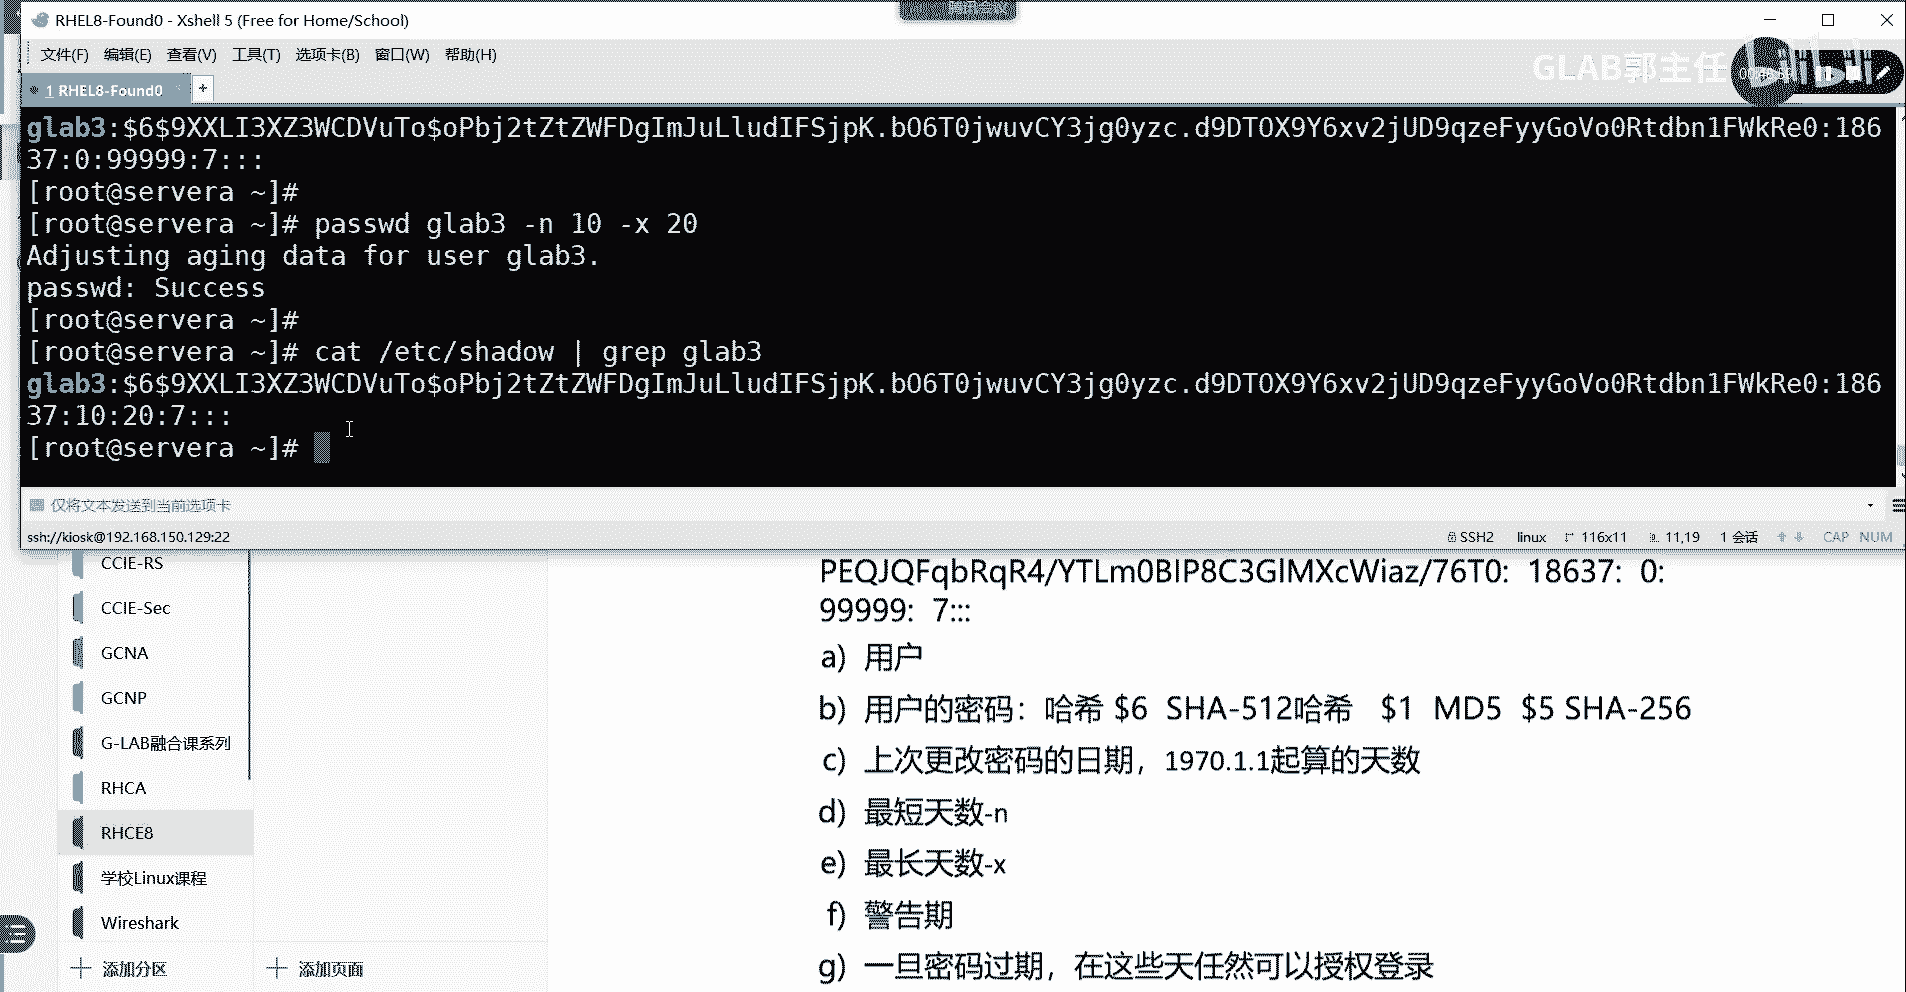 RHEL8-Found0 - Xshell 5 (Free for Home/School)
腾讯会议
文件(F) 编辑(E) 查看(V) 工具(T) 选项卡(B) 窗口(W) 帮助(H)
GLAB郭主任
1 RHEL8-Found0
glab3:$6$9XXLI3XZ3WCDVuTo$oPbj2tZtZWFDgImJuLludIFSjpK.bO6T0jwuvCY3jg0yzc.d9DTOX9Y6xv2jUD9qzeFyyGoVo0Rtdbn1FWkRe0:186
37:0:99999:7:::
[root@servera ~]#
[root@servera ~]# passwd glab3 -n 10 -x 20
Adjusting aging data for user glab3.
passwd: Success
[root@servera ~]#
[root@servera ~]# cat /etc/shadow | grep glab3
glab3:$6$9XXLI3XZ3WCDVuTo$oPbj2tZtZWFDgImJuLludIFSjpK.bO6T0jwuvCY3jg0yzc.d9DTOX9Y6xv2jUD9qzeFyyGoVo0Rtdbn1FWkRe0:186
37:10:20:7:::
[root@servera ~]#
仅将文本发送到当前选项卡
ssh://kiosk@192.168.150.129:22 SSH2 linux 116x11 11,19 1 会话 CAP NUM
CCIE-RS
CCIE-Sec
GCNA
GCNP
G-LAB融合课系列
RHCA
RHCE8
学校Linux课程
Wireshark
添加分区 添加页面
PEQJQFqbRqR4/YTLm0BlP8C3GlMXcWiaz/76T0: 18637: 0:
99999: 7:::
a) 用户
b) 用户的密码：哈希 $6 SHA-512哈希 $1 MD5 $5 SHA-256
c) 上次更改密码的日期，1970.1.1起算的天数
d) 最短天数-n
e) 最长天数-x
f) 警告期
g) 一旦密码过期，在这些天任然可以授权登录